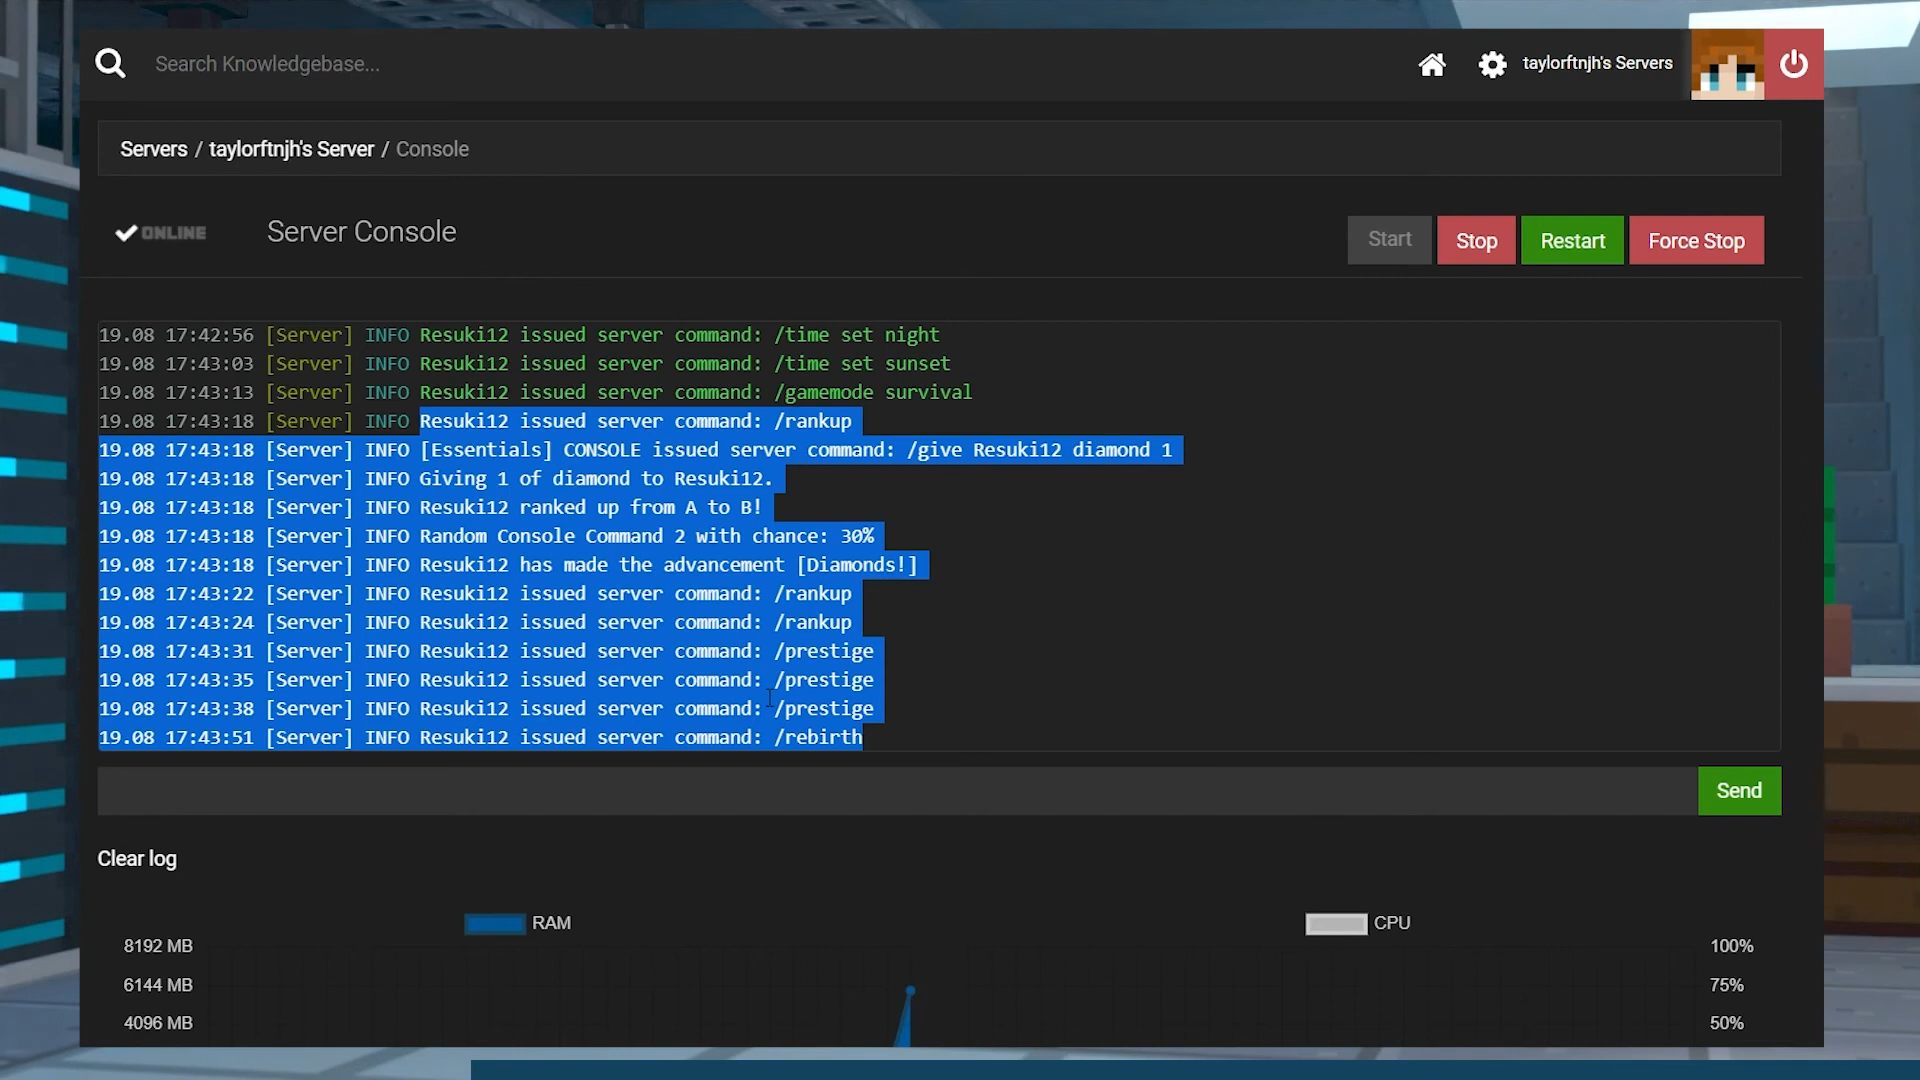 Search Knowledgebase...
taylorftnjh's Servers
Servers / taylorftnjh's Server / Console
ONLINE
Server Console
Start
Stop
Restart
Force Stop
19.08 17:42:56 [Server] INFO Resuki12 issued server command: /time set night
19.08 17:43:03 [Server] INFO Resuki12 issued server command: /time set sunset
19.08 17:43:13 [Server] INFO Resuki12 issued server command: /gamemode survival
19.08 17:43:18 [Server] INFO Resuki12 issued server command: /rankup
19.08 17:43:18 [Server] INFO [Essentials] CONSOLE issued server command: /give Resuki12 diamond 1
19.08 17:43:18 [Server] INFO Giving 1 of diamond to Resuki12.
19.08 17:43:18 [Server] INFO Resuki12 ranked up from A to B!
19.08 17:43:18 [Server] INFO Random Console Command 2 with chance: 30%
19.08 17:43:18 [Server] INFO Resuki12 has made the advancement [Diamonds!]
19.08 17:43:22 [Server] INFO Resuki12 issued server command: /rankup
19.08 17:43:24 [Server] INFO Resuki12 issued server command: /rankup
19.08 17:43:31 [Server] INFO Resuki12 issued server command: /prestige
19.08 17:43:35 [Server] INFO Resuki12 issued server command: /prestige
19.08 17:43:38 [Server] INFO Resuki12 issued server command: /prestige
19.08 17:43:51 [Server] INFO Resuki12 issued server command: /rebirth
Send
Clear log
RAM
CPU
8192 MB
100%
6144 MB
75%
4096 MB
50%